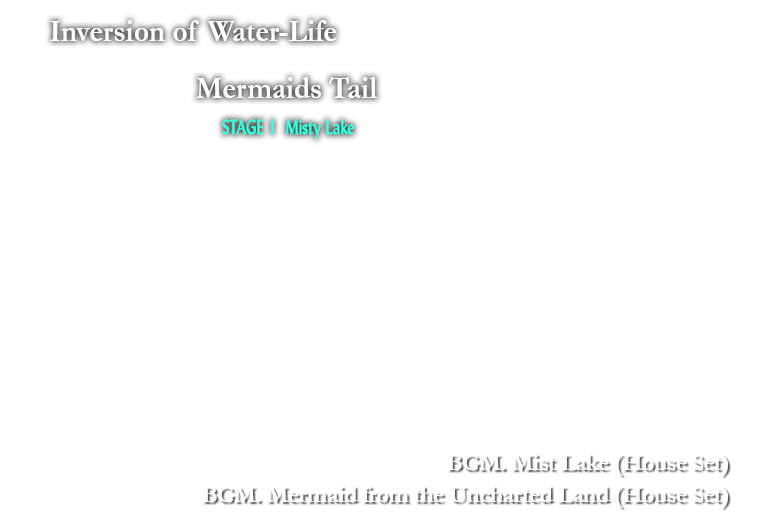 Inversion of Water-Life
Mermaids Tail
STAGE 1 Misty Lake
BGM. Mist Lake (House Set)
BGM. Mermaid from the Uncharted Land (House Set)